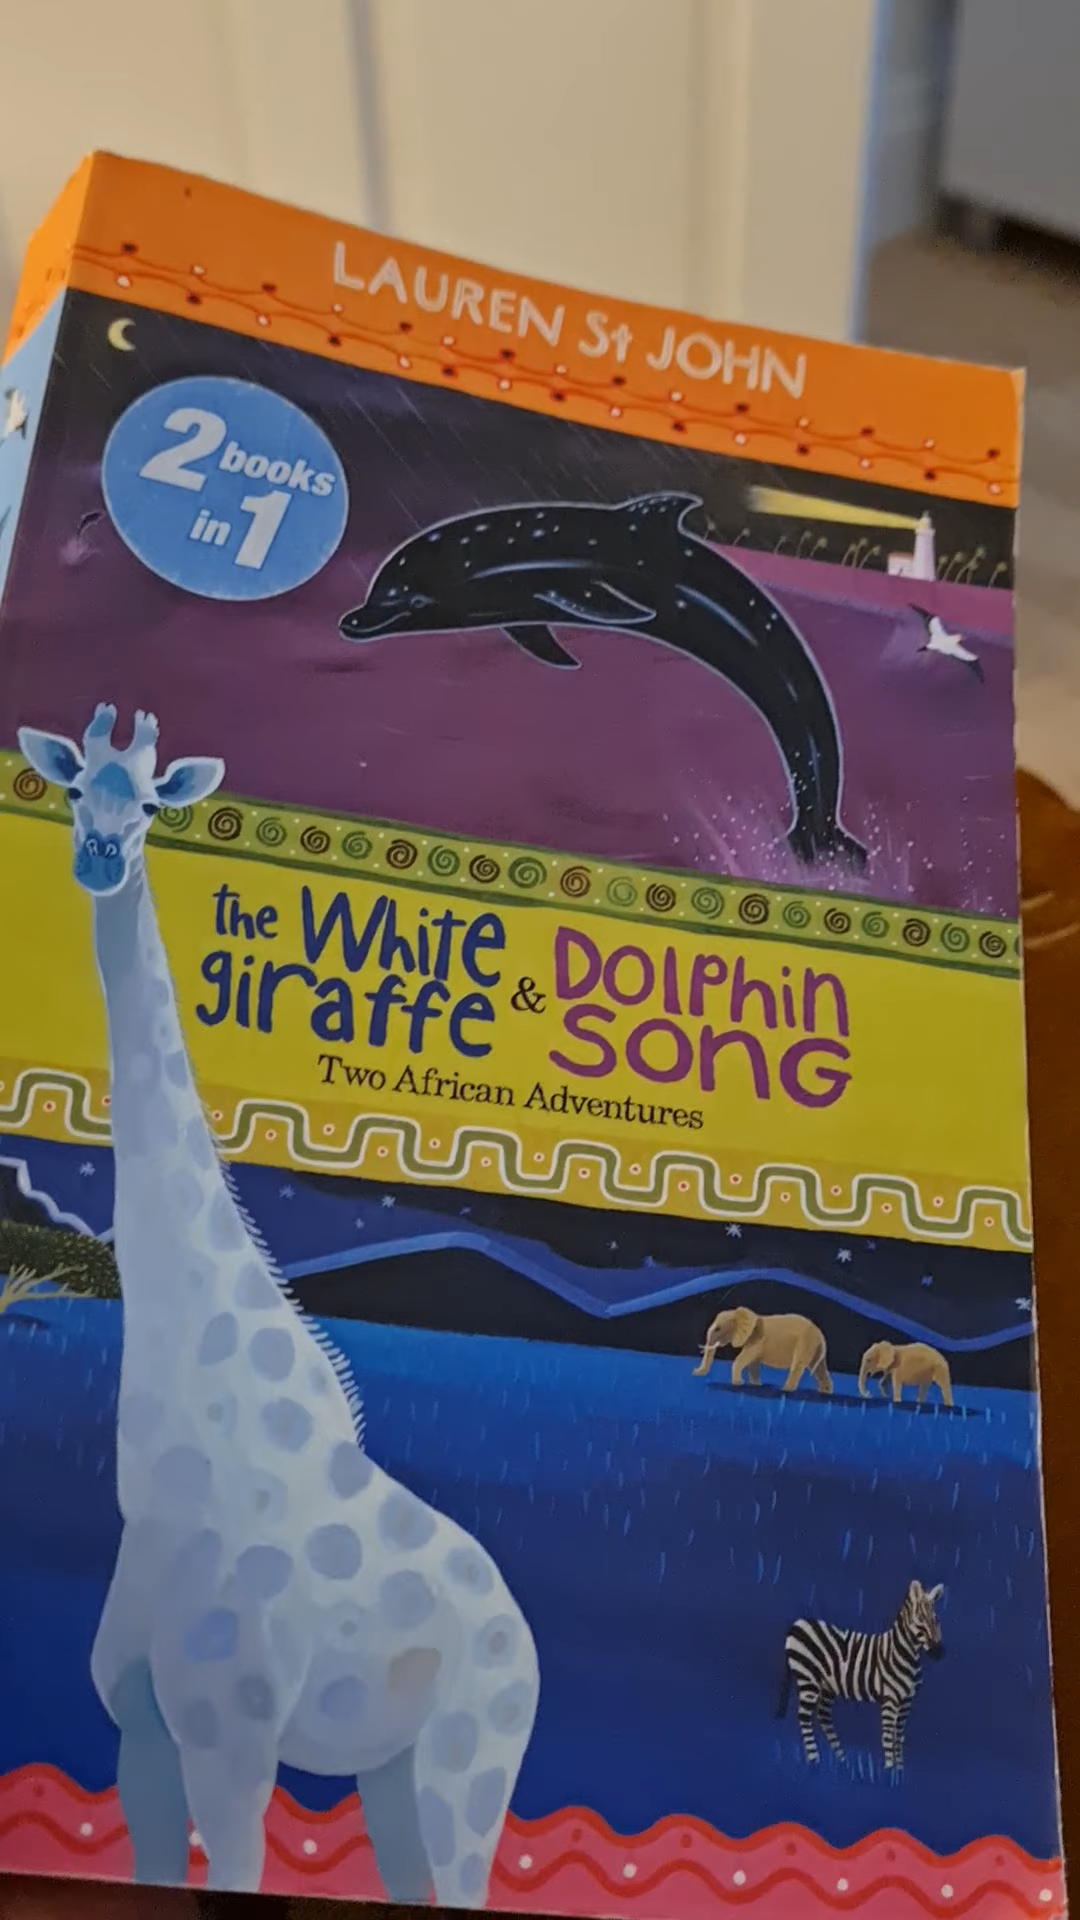 LAUREN St JOHN
2 books
in 1
the White
giraffe
&
DOLPHIN
SONG
Two African Adventures